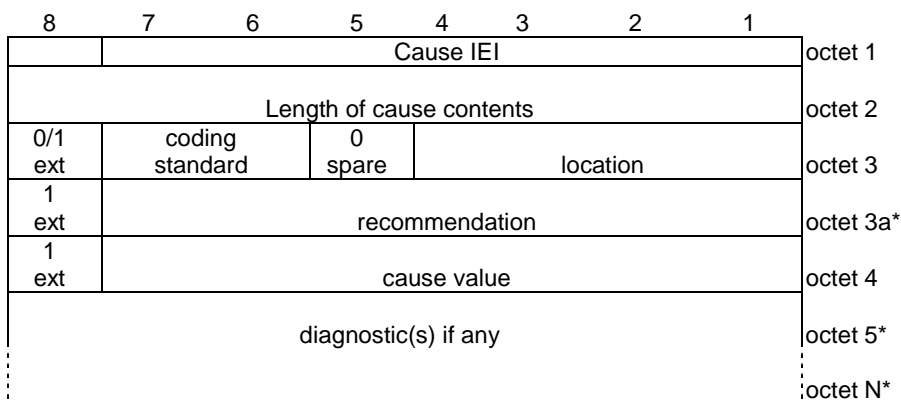 8 7 6 5 4 3 2 1
Cause IEI octet 1
Length of cause contents octet 2
0/1 coding 0
ext standard spare location octet 3
1
ext recommendation octet 3a*
1
ext cause value octet 4
diagnostic(s) if any octet 5*
octet N*